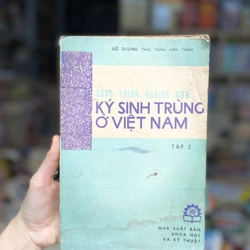 ĐỖ DƯƠNG THÁI, TRỊNH VĂN THỊNH
CÔNG TRÌNH NGHIÊN CỨU
KÝ SINH TRÙNG
Ở VIỆT NAM
TẬP 2
NHÀ XUẤT BẢN
KHOA HỌC
VÀ KỸ THUẬT